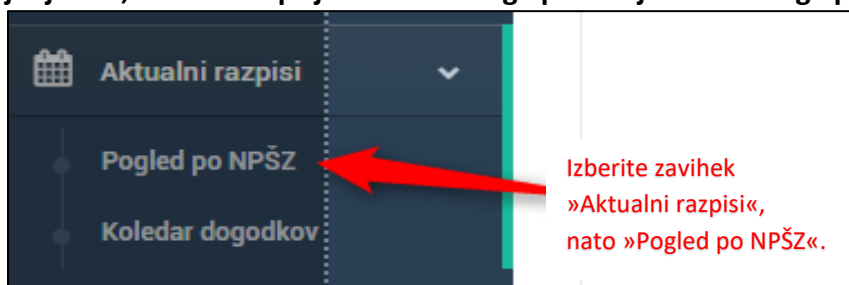 Aktualni razpisi
Pogled po NPŠZ
Koledar dogodkov
Izberite zavihek
»Aktualni razpisi«,
nato »Pogled po NPŠZ«.